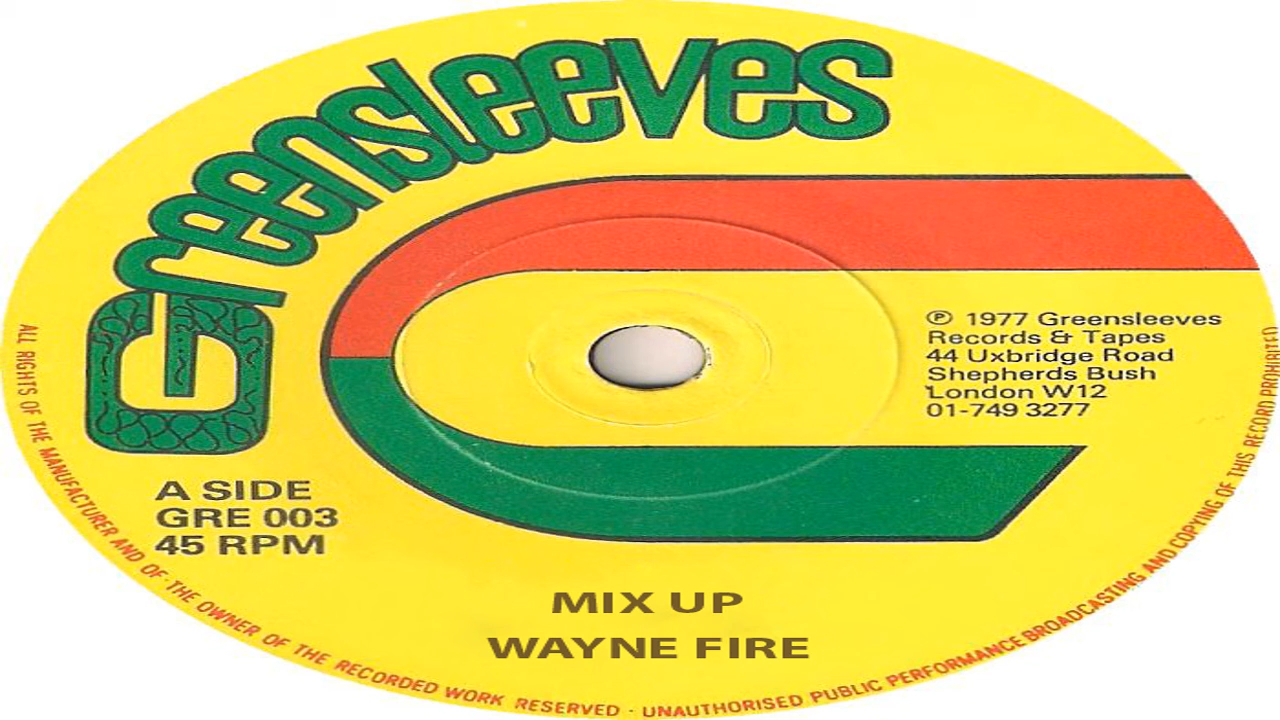 Greensleeves
℗ 1977 Greensleeves
Records & Tapes
44 Uxbridge Road
Shepherds Bush
London W12
01-749 3277
A SIDE
GRE 003
45 RPM
MIX UP
WAYNE FIRE
ALL RIGHTS OF THE MANUFACTURER AND OF THE OWNER OF THE RECORDED WORK RESERVED - UNAUTHORISED PUBLIC PERFORMANCE BROADCASTING AND COPYING OF THIS RECORD PROHIBITED